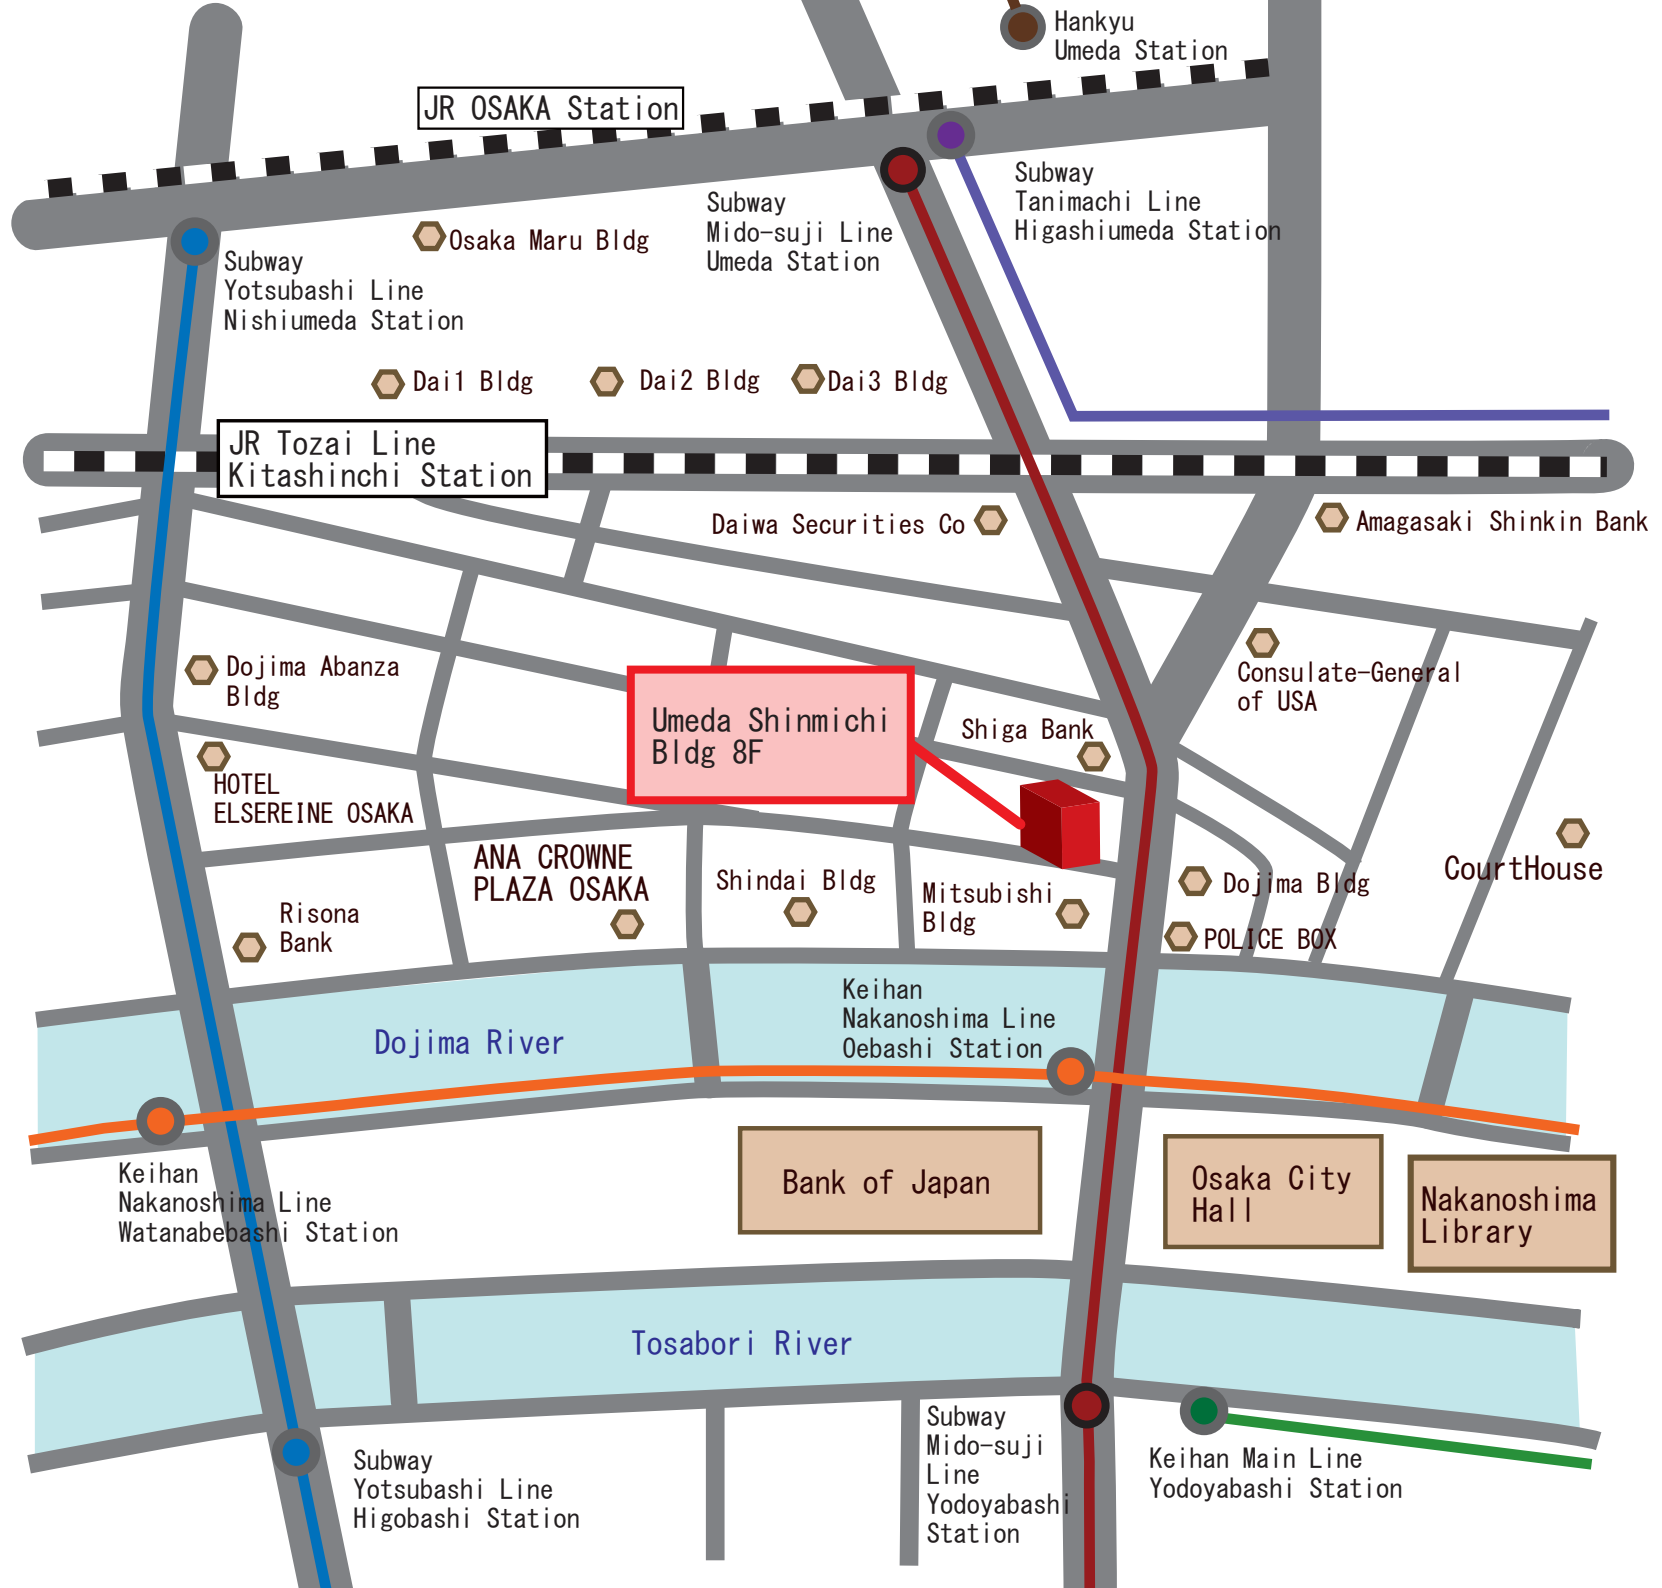 Hankyu
Umeda Station
JR OSAKA Station
Subway
Tanimachi Line
Higashiumeda Station
Subway
Mido-suji Line
Umeda Station
Osaka Maru Bldg
Subway
Yotsubashi Line
Nishiumeda Station
Dai1 Bldg
Dai2 Bldg
Dai3 Bldg
JR Tozai Line
Kitashinchi Station
Daiwa Securities Co
Amagasaki Shinkin Bank
Dojima Abanza
Bldg
Consulate-General
of USA
Umeda Shinmichi
Bldg 8F
Shiga Bank
HOTEL
ELSEREINE OSAKA
ANA CROWNE
PLAZA OSAKA
Shindai Bldg
Mitsubishi
Bldg
Dojima Bldg
CourtHouse
Risona
Bank
POLICE BOX
Keihan
Nakanoshima Line
Oebashi Station
Dojima River
Keihan
Nakanoshima Line
Watanabebashi Station
Bank of Japan
Osaka City
Hall
Nakanoshima
Library
Tosabori River
Subway
Mido-suji
Line
Yodoyabashi
Station
Keihan Main Line
Yodoyabashi Station
Subway
Yotsubashi Line
Higobashi Station